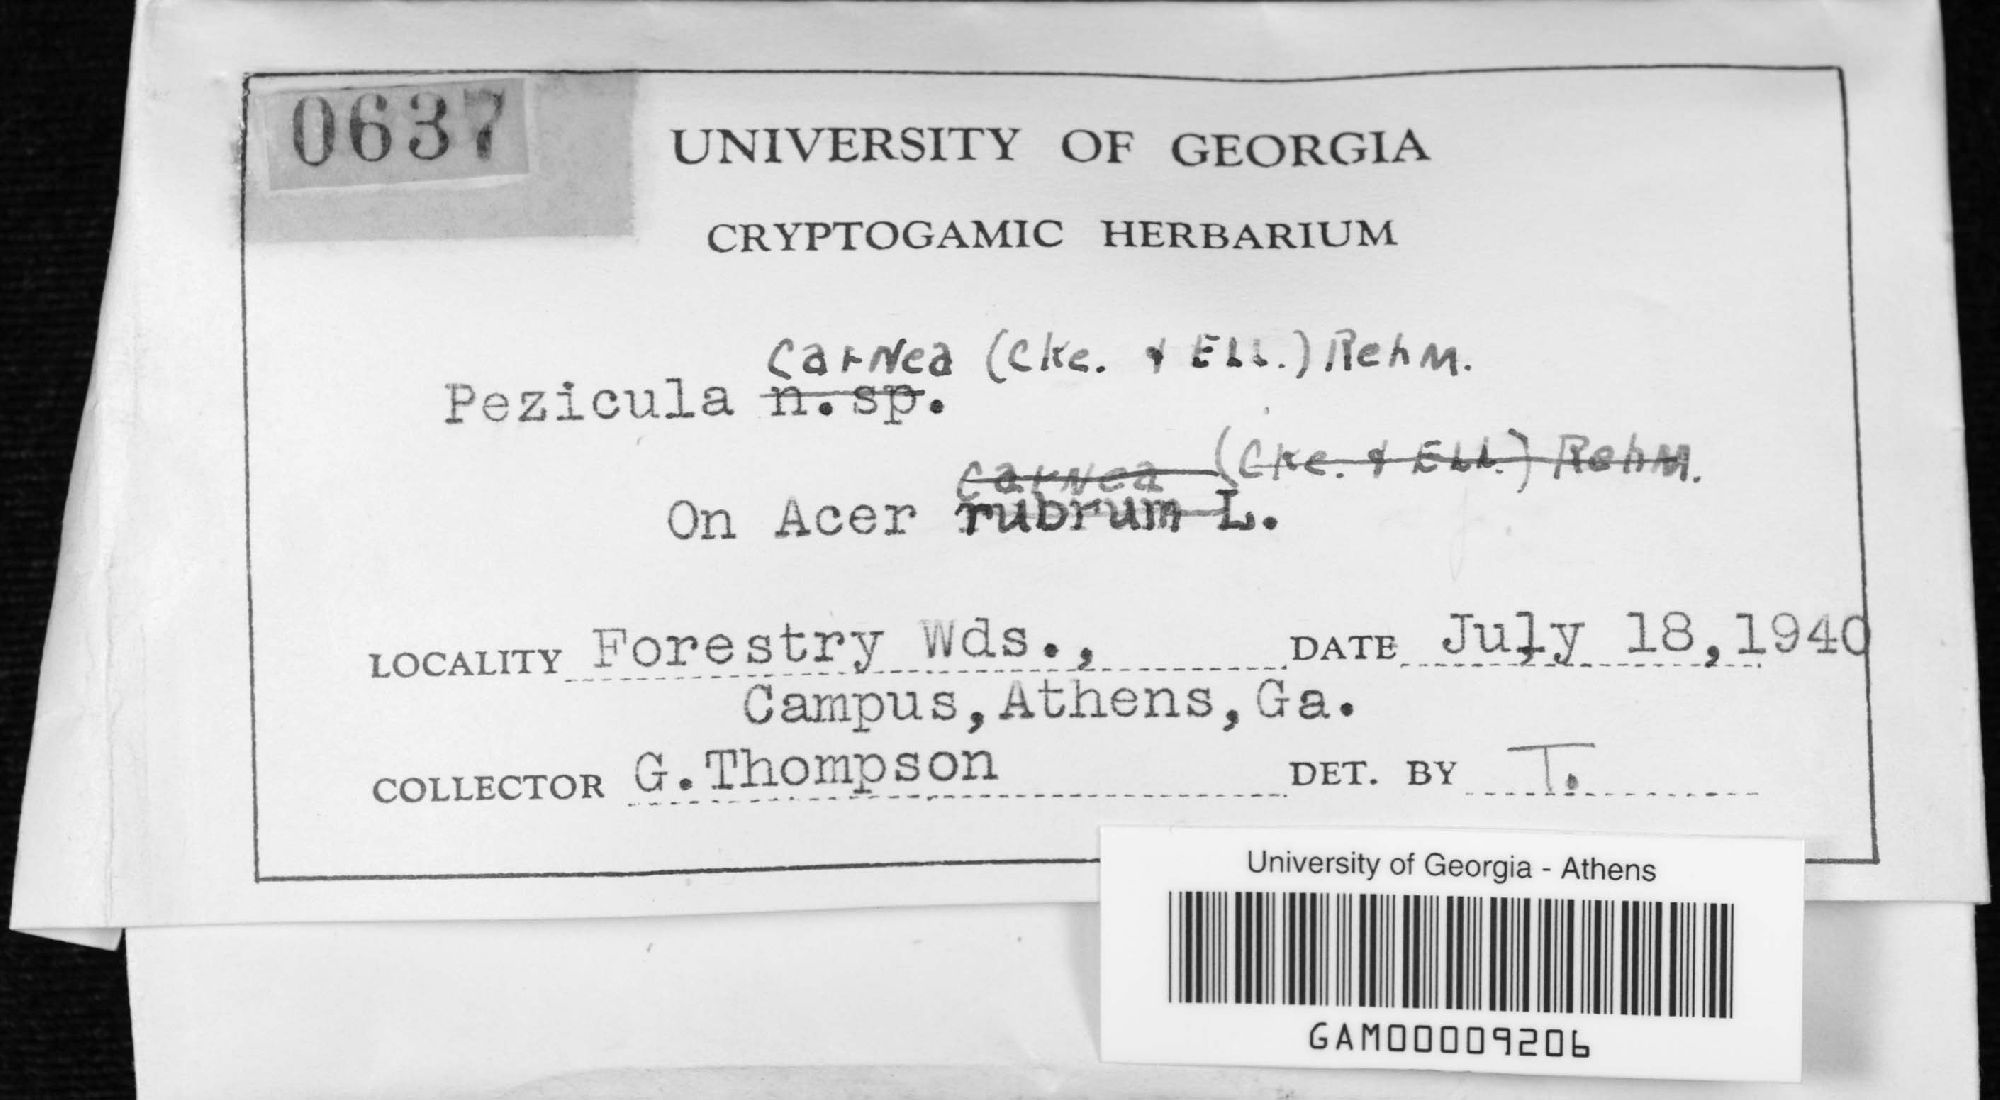 0637
UNIVERSITY OF GEORGIA
CRYPTOGAMIC HERBARIUM
Carnea (Cke. & Ell.) Rehm.
Pezicula n.sp.
Carnea (Cke. & Ell.) Rehm.
On Acer rubrum L.
LOCALITY Forestry Wds., DATE July 18,1940
Campus,Athens,Ga.
COLLECTOR G.Thompson DET. BY T.
University of Georgia - Athens
GAM00009206